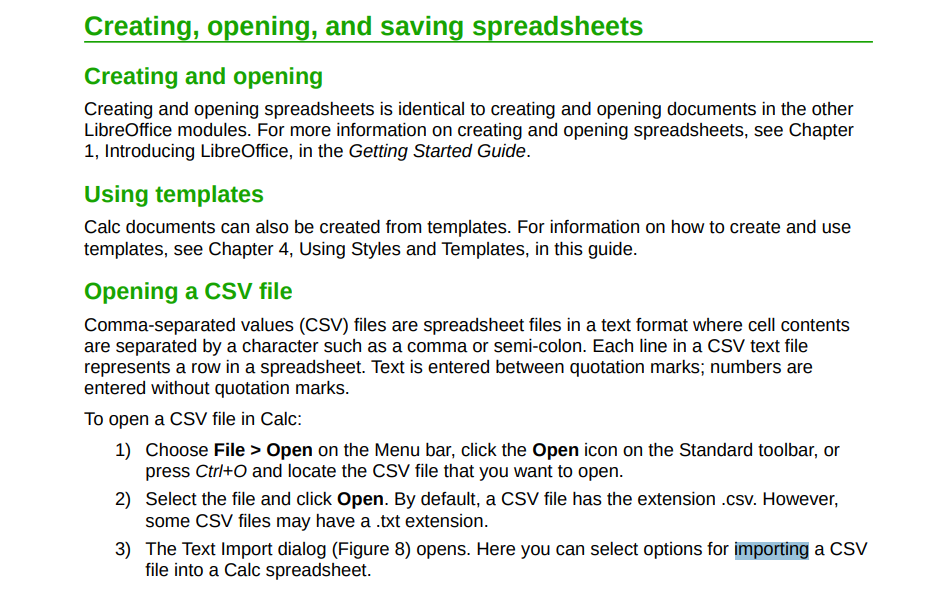 Creating, opening, and saving spreadsheets
Creating and opening
Creating and opening spreadsheets is identical to creating and opening documents in the other
LibreOffice modules. For more information on creating and opening spreadsheets, see Chapter
1, Introducing LibreOffice, in the Getting Started Guide.
Using templates
Calc documents can also be created from templates. For information on how to create and use
templates, see Chapter 4, Using Styles and Templates, in this guide.
Opening a CSV file
Comma-separated values (CSV) files are spreadsheet files in a text format where cell contents
are separated by a character such as a comma or semi-colon. Each line in a CSV text file
represents a row in a spreadsheet. Text is entered between quotation marks; numbers are
entered without quotation marks.
To open a CSV file in Calc:
1) Choose File > Open on the Menu bar, click the Open icon on the Standard toolbar, or
press Ctrl+O and locate the CSV file that you want to open.
2) Select the file and click Open. By default, a CSV file has the extension .csv. However,
some CSV files may have a .txt extension.
3) The Text Import dialog (Figure 8) opens. Here you can select options for importing a CSV
file into a Calc spreadsheet.